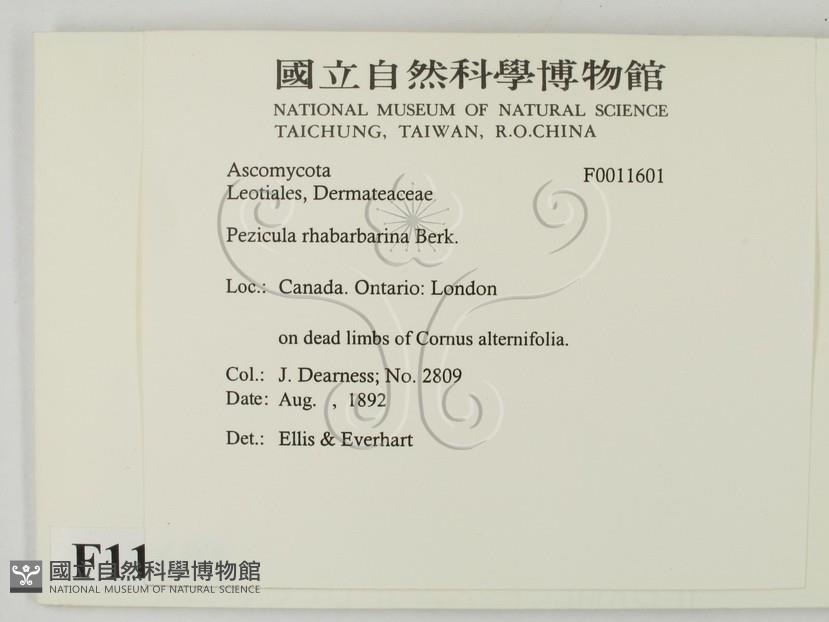 國立自然科學博物館
NATIONAL MUSEUM OF NATURAL SCIENCE
TAICHUNG, TAIWAN, R.O.CHINA
Ascomycota F0011601
Leotiales, Dermateaceae
Pezicula rhabarbarina Berk.
Loc.: Canada. Ontario: London
on dead limbs of Cornus alternifolia.
Col.: J. Dearness; No. 2809
Date: Aug. , 1892
Det.: Ellis & Everhart
F11
國立自然科學博物館
NATIONAL MUSEUM OF NATURAL SCIENCE